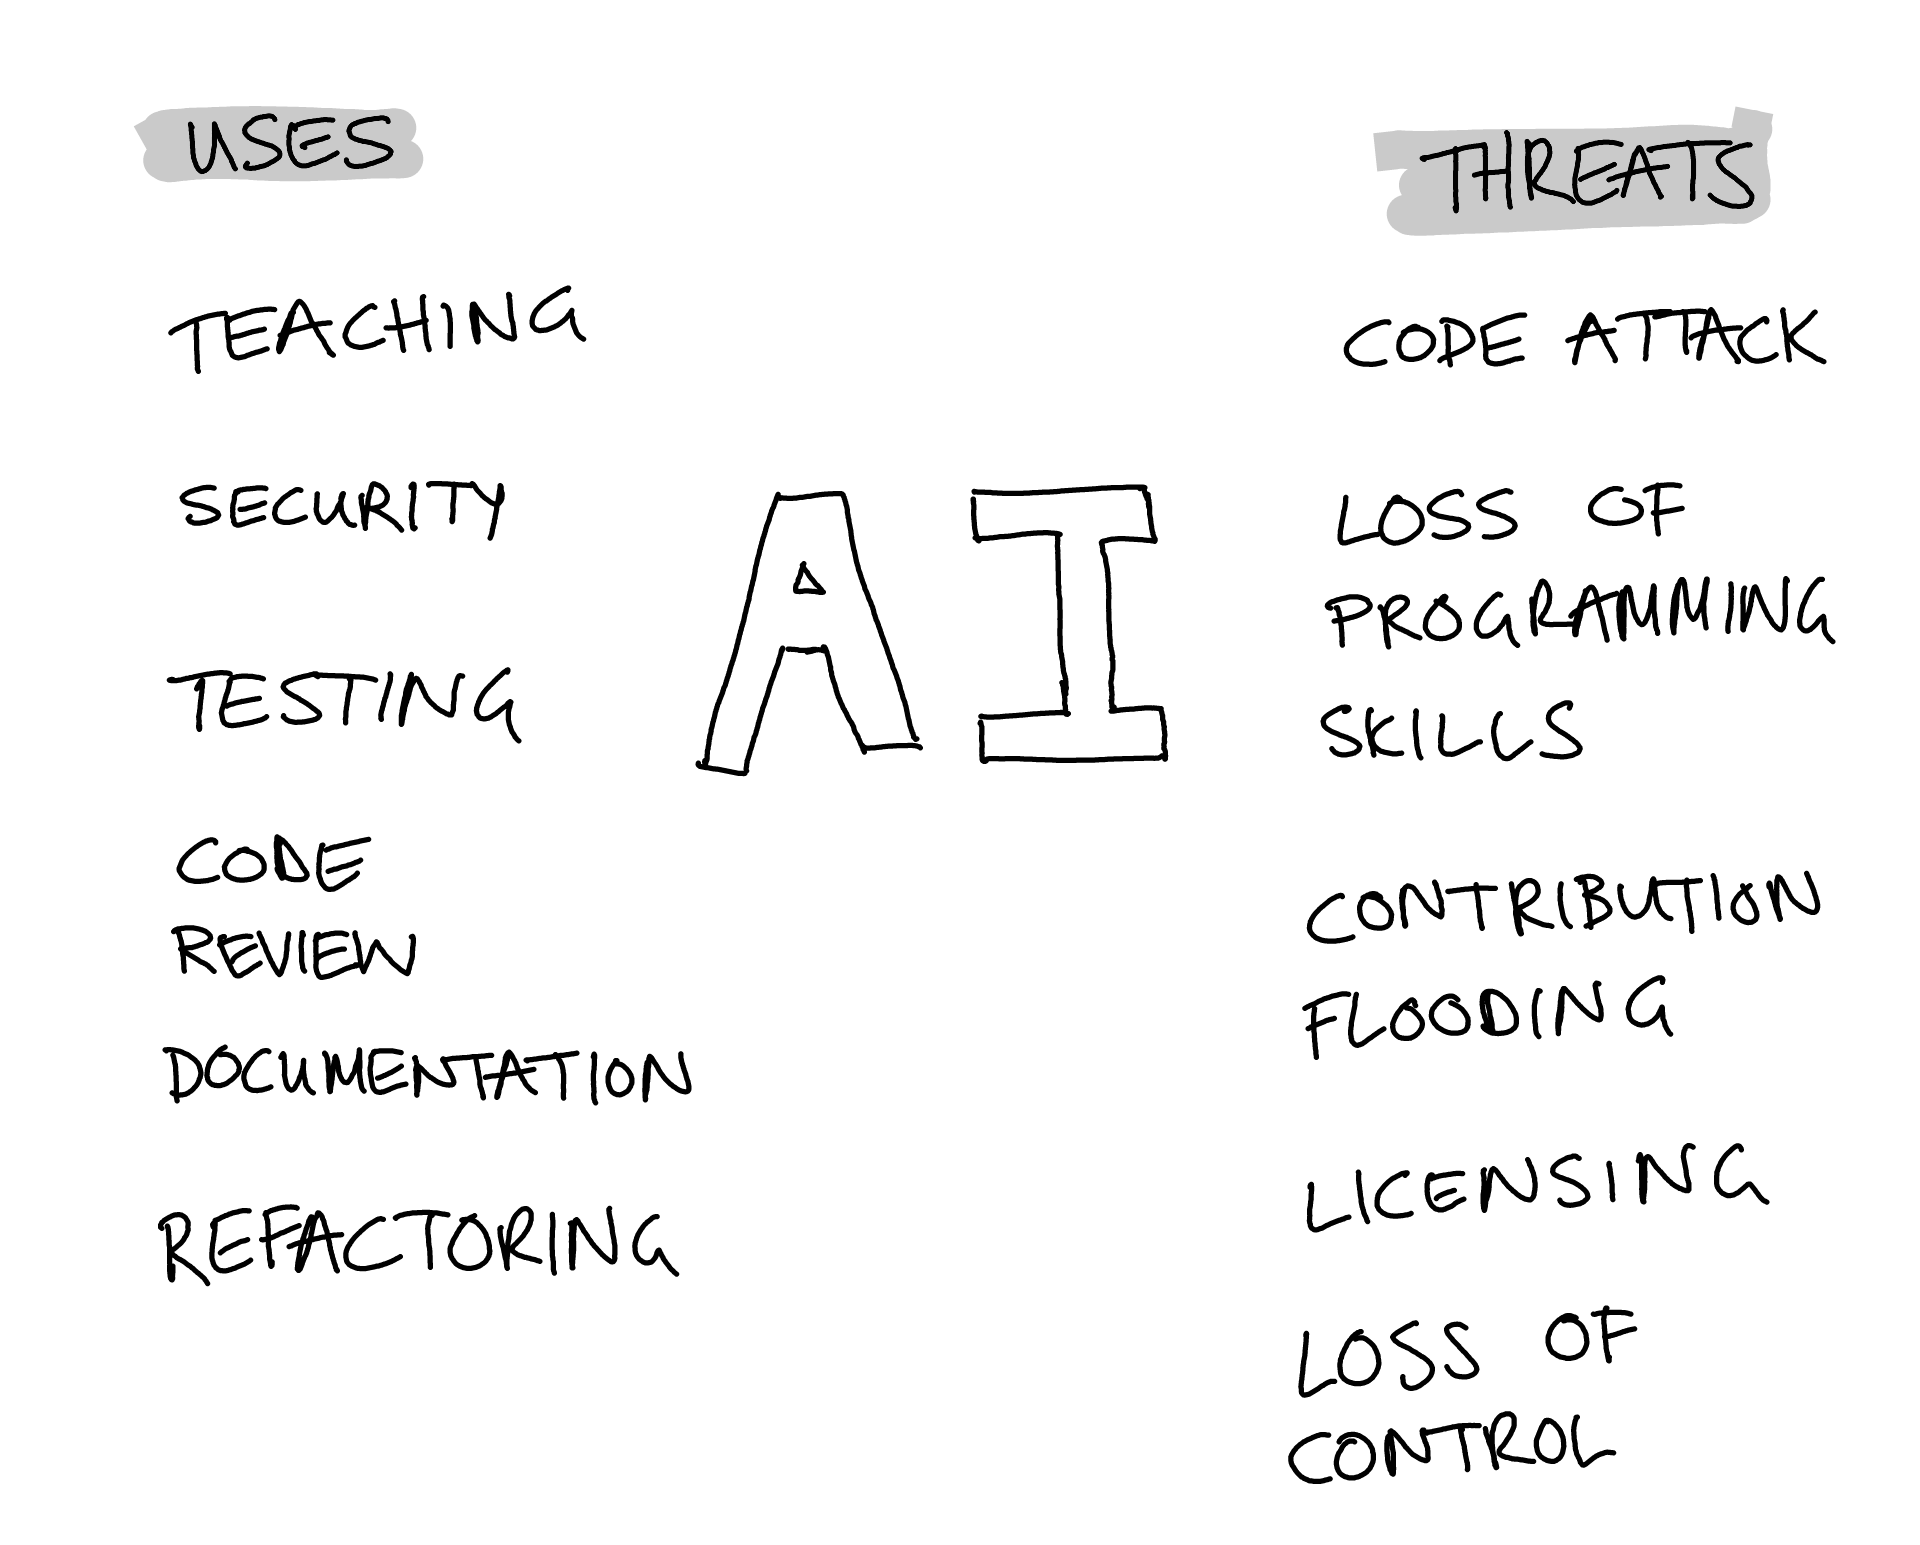 USES
TEACHING
SECURITY
TESTING
CODE
REVIEW
DOCUMENTATION
REFACTORING
AI
THREATS
CODE ATTACK
LOSS OF
PROGRAMMING
SKILLS
CONTRIBUTION
FLOODING
LICENSING
LOSS OF
CONTROL